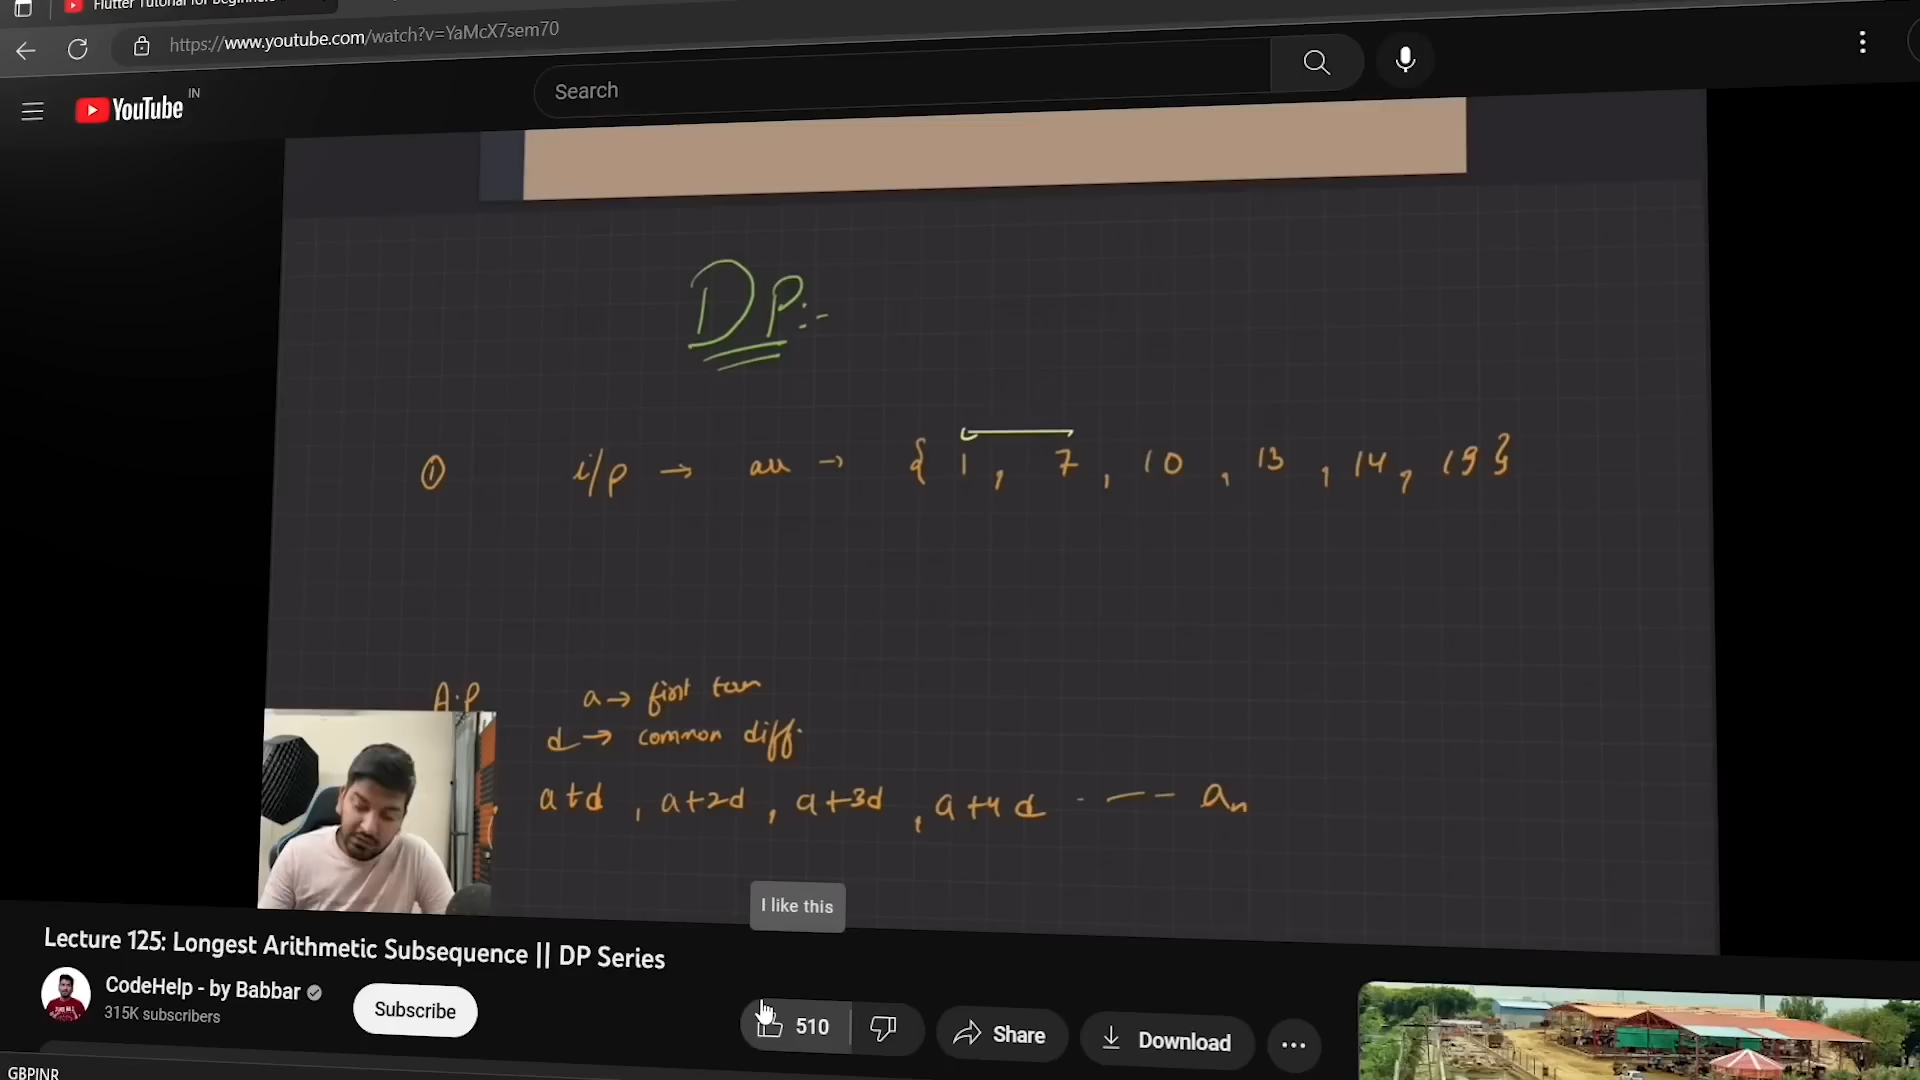 Flutter Tutorial for Beginners
https://www.youtube.com/watch?v=YaMcX7sem70
YouTube IN
Search
DP:-
① i/p → arr → { 1, 7, 10, 13, 14, 19}
A.P a → first term
d → common diff.
, a+d, a+2d, a+3d, a+4d - -- an
I like this
Lecture 125: Longest Arithmetic Subsequence || DP Series
CodeHelp - by Babbar
315K subscribers
Subscribe
510
Share
Download
GBPINR